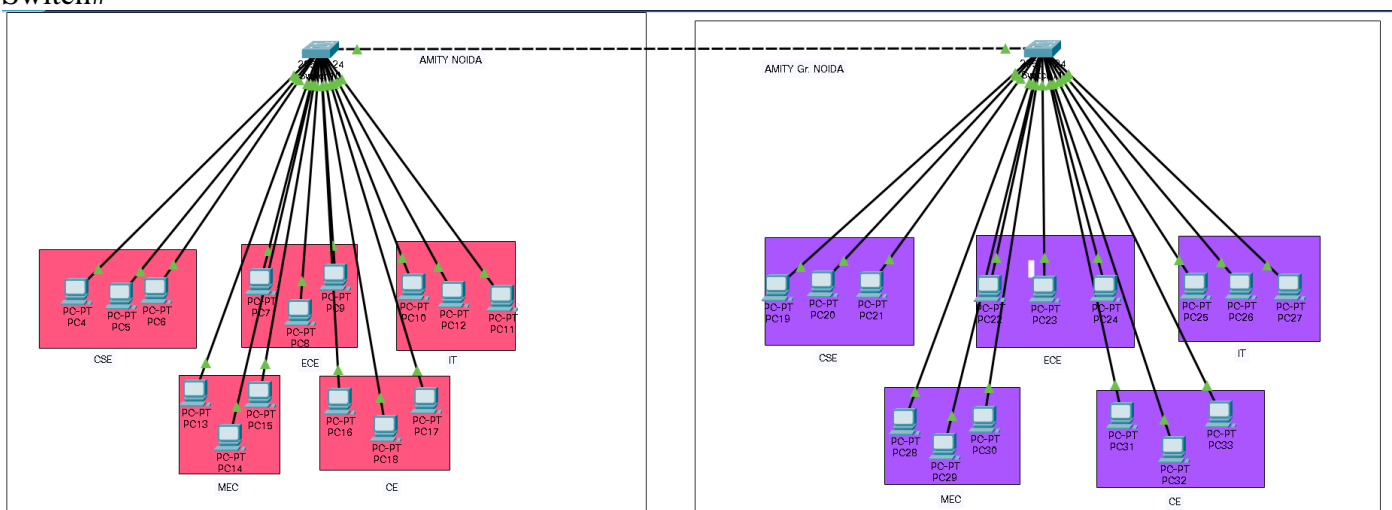 Switch#
AMITY NOIDA
AMITY Gr. NOIDA
PC-PT
PC4
PC-PT
PC5
PC-PT
PC6
CSE
PC-PT
PC7
PC-PT
PC8
PC-PT
PC9
ECE
PC-PT
PC10
PC-PT
PC12
PC-PT
PC11
IT
PC-PT
PC13
PC-PT
PC14
PC-PT
PC15
MEC
PC-PT
PC16
PC-PT
PC18
PC-PT
PC17
CE
PC-PT
PC19
PC-PT
PC20
PC-PT
PC21
CSE
PC-PT
PC22
PC-PT
PC23
PC-PT
PC24
ECE
PC-PT
PC25
PC-PT
PC26
PC-PT
PC27
IT
PC-PT
PC28
PC-PT
PC29
PC-PT
PC30
MEC
PC-PT
PC31
PC-PT
PC32
PC-PT
PC33
CE